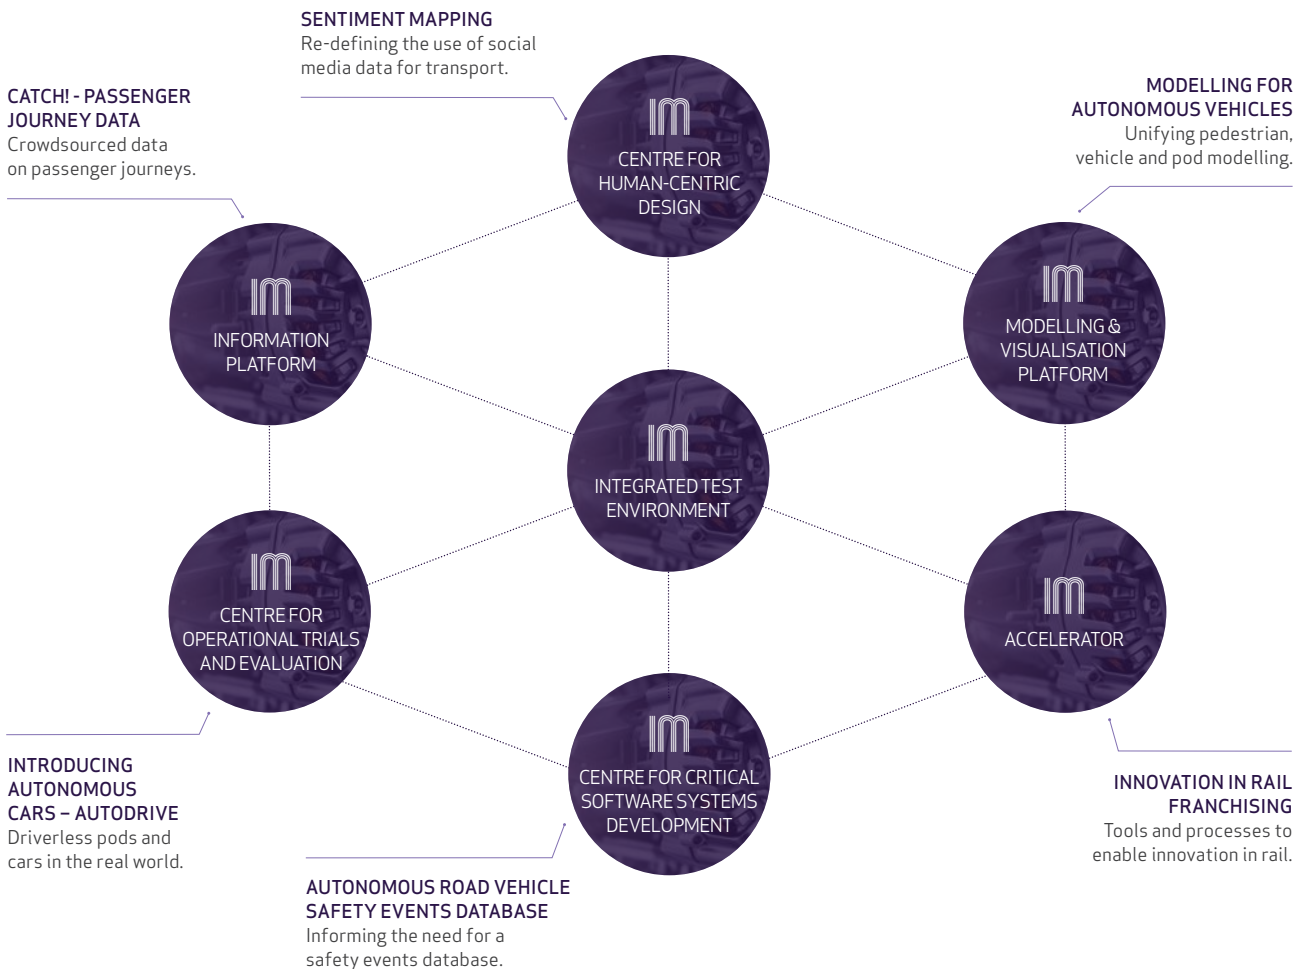 SENTIMENT MAPPING
Re-defining the use of social
media data for transport.
CATCH! - PASSENGER
JOURNEY DATA
Crowdsourced data
on passenger journeys.
MODELLING FOR
AUTONOMOUS VEHICLES
Unifying pedestrian,
vehicle and pod modelling.
IM
CENTRE FOR
HUMAN-CENTRIC
DESIGN
IM
INFORMATION
PLATFORM
IM
MODELLING &
VISUALISATION
PLATFORM
IM
INTEGRATED TEST
ENVIRONMENT
IM
CENTRE FOR
OPERATIONAL TRIALS
AND EVALUATION
IM
ACCELERATOR
IM
CENTRE FOR CRITICAL
SOFTWARE SYSTEMS
DEVELOPMENT
INTRODUCING
AUTONOMOUS
CARS – AUTODRIVE
Driverless pods and
cars in the real world.
AUTONOMOUS ROAD VEHICLE
SAFETY EVENTS DATABASE
Informing the need for a
safety events database.
INNOVATION IN RAIL
FRANCHISING
Tools and processes to
enable innovation in rail.